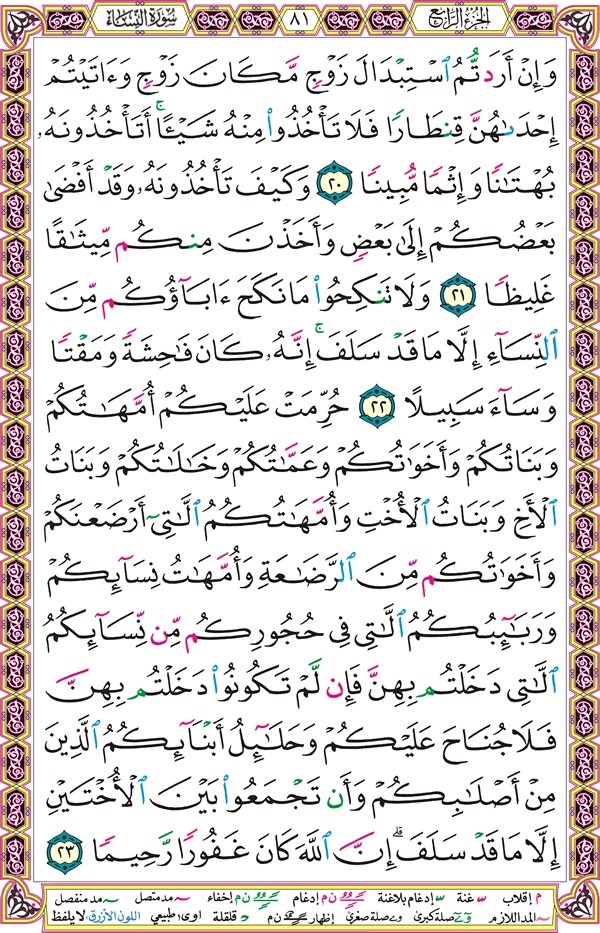 سورة النساء
٨١
الجزء الرابع
وَإِنْ أَرَدتُّمُ ٱسْتِبْدَالَ زَوْجٍ مَّكَانَ زَوْجٍ وَءَاتَيْتُمْ
إِحْدَىٰهُنَّ قِنطَارًا فَلَا تَأْخُذُوا۟ مِنْهُ شَيْـًٔا ۚ أَتَأْخُذُونَهُۥ
بُهْتَـٰنًا وَإِثْمًا مُّبِينًا ٢٠ وَكَيْفَ تَأْخُذُونَهُۥ وَقَدْ أَفْضَىٰ
بَعْضُكُمْ إِلَىٰ بَعْضٍ وَأَخَذْنَ مِنكُم مِّيثَـٰقًا
غَلِيظًا ٢١ وَلَا تَنكِحُوا۟ مَا نَكَحَ ءَابَآؤُكُم مِّنَ
ٱلنِّسَآءِ إِلَّا مَا قَدْ سَلَفَ ۚ إِنَّهُۥ كَانَ فَـٰحِشَةً وَمَقْتًا
وَسَآءَ سَبِيلًا ٢٢ حُرِّمَتْ عَلَيْكُمْ أُمَّهَـٰتُكُمْ
وَبَنَاتُكُمْ وَأَخَوَٰتُكُمْ وَعَمَّـٰتُكُمْ وَخَـٰلَـٰتُكُمْ وَبَنَاتُ
ٱلْأَخِ وَبَنَاتُ ٱلْأُخْتِ وَأُمَّهَـٰتُكُمُ ٱلَّـٰتِىٓ أَرْضَعْنَكُمْ
وَأَخَوَٰتُكُم مِّنَ ٱلرَّضَـٰعَةِ وَأُمَّهَـٰتُ نِسَآئِكُمْ
وَرَبَـٰٓئِبُكُمُ ٱلَّـٰتِى فِى حُجُورِكُم مِّن نِّسَآئِكُمُ
ٱلَّـٰتِى دَخَلْتُم بِهِنَّ فَإِن لَّمْ تَكُونُوا۟ دَخَلْتُم بِهِنَّ
فَلَا جُنَاحَ عَلَيْكُمْ وَحَلَـٰٓئِلُ أَبْنَآئِكُمُ ٱلَّذِينَ
مِنْ أَصْلَـٰبِكُمْ وَأَن تَجْمَعُوا۟ بَيْنَ ٱلْأُخْتَيْنِ
إِلَّا مَا قَدْ سَلَفَ ۗ إِنَّ ٱللَّهَ كَانَ غَفُورًا رَّحِيمًا ٢٣
م إقلاب غنة إدغام بلاغنة ن م إدغام ن م إخفاء مد متصل مد منفصل
المد اللازم صلة كبرى صلة صغرى إظهار ن م قلقلة اوى طبيعي اللون الأزرق: لا يلفظ